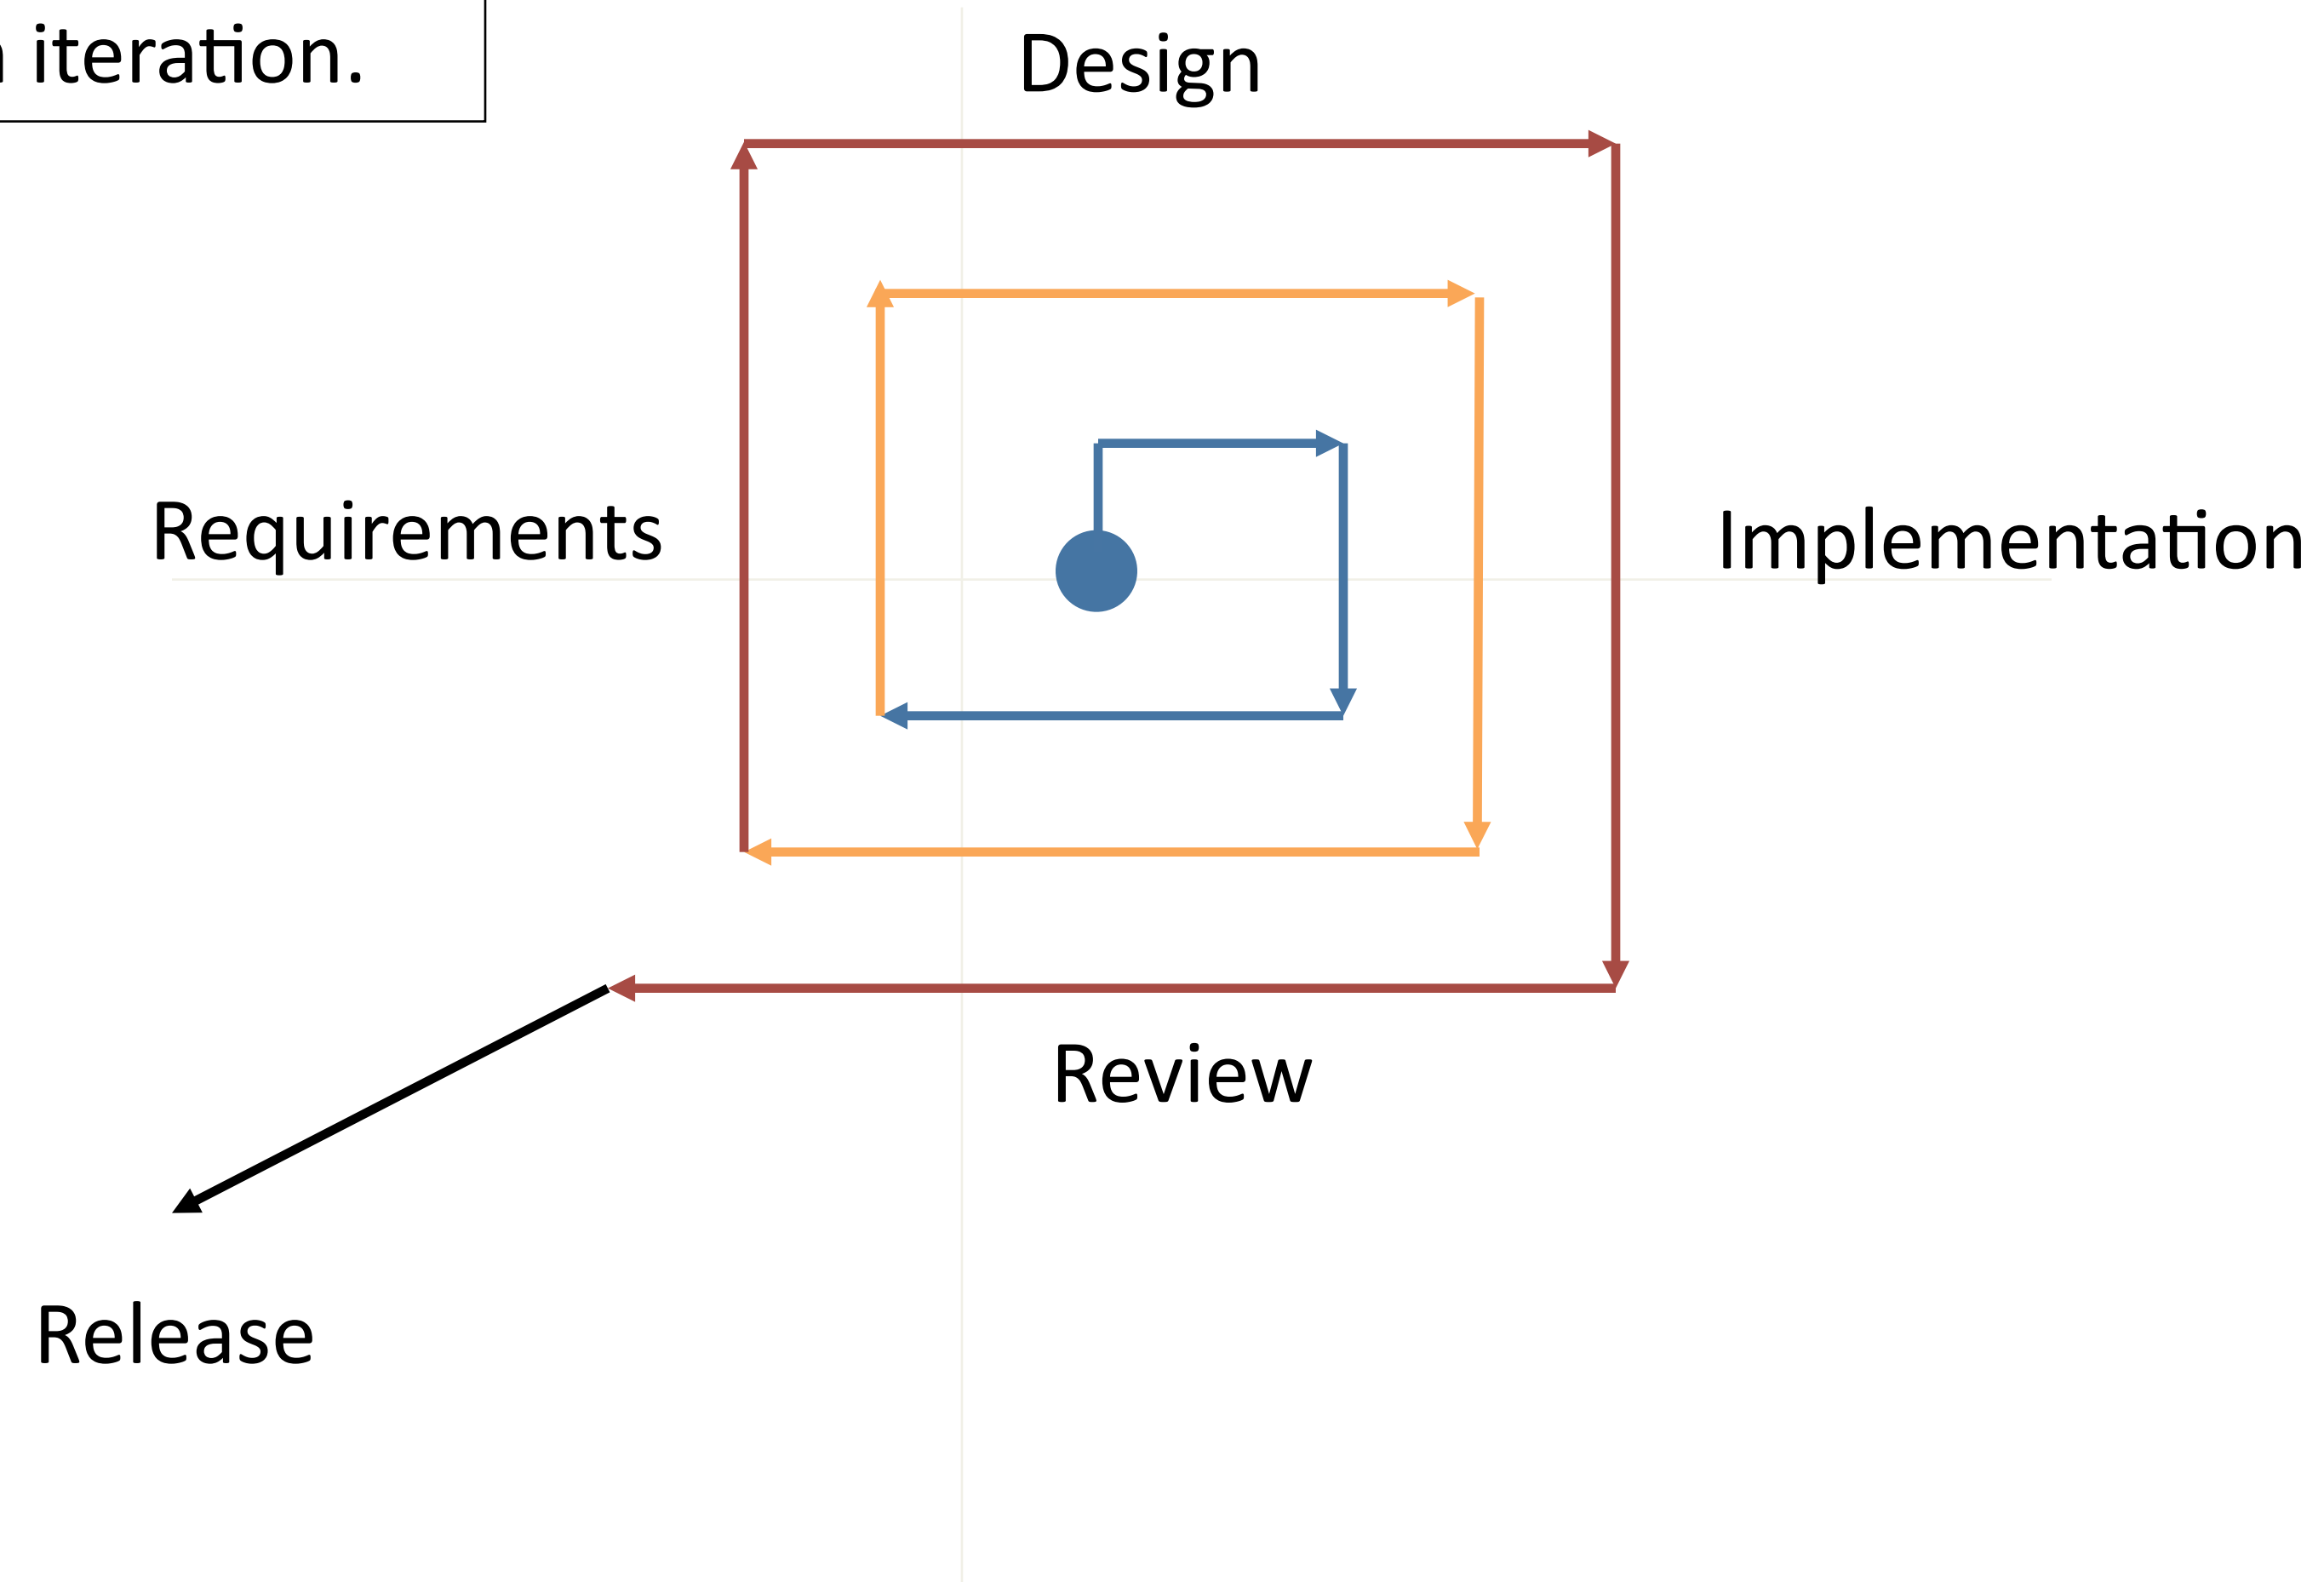 iteration.
Design
Requirements
Implementation
Review
Release